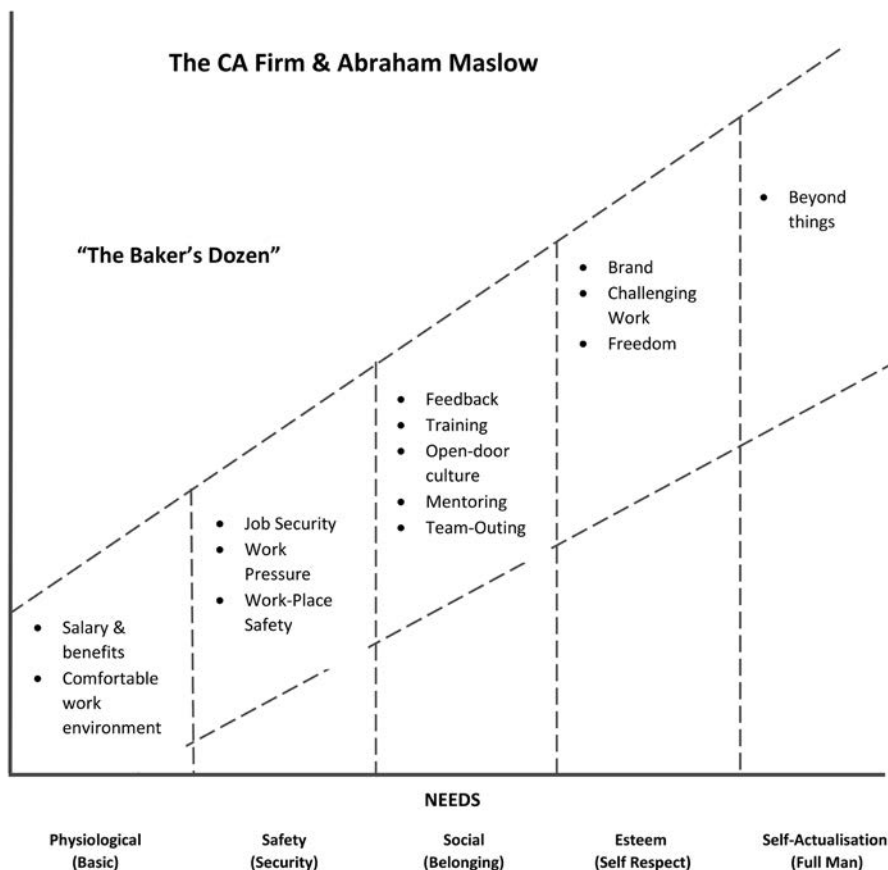 The CA Firm & Abraham Maslow
“The Baker’s Dozen”
• Salary &
benefits
• Comfortable
work
environment
• Job Security
• Work
Pressure
• Work-Place
Safety
• Feedback
• Training
• Open-door
culture
• Mentoring
• Team-Outing
• Brand
• Challenging
Work
• Freedom
• Beyond
things
NEEDS
Physiological
(Basic)
Safety
(Security)
Social
(Belonging)
Esteem
(Self Respect)
Self-Actualisation
(Full Man)